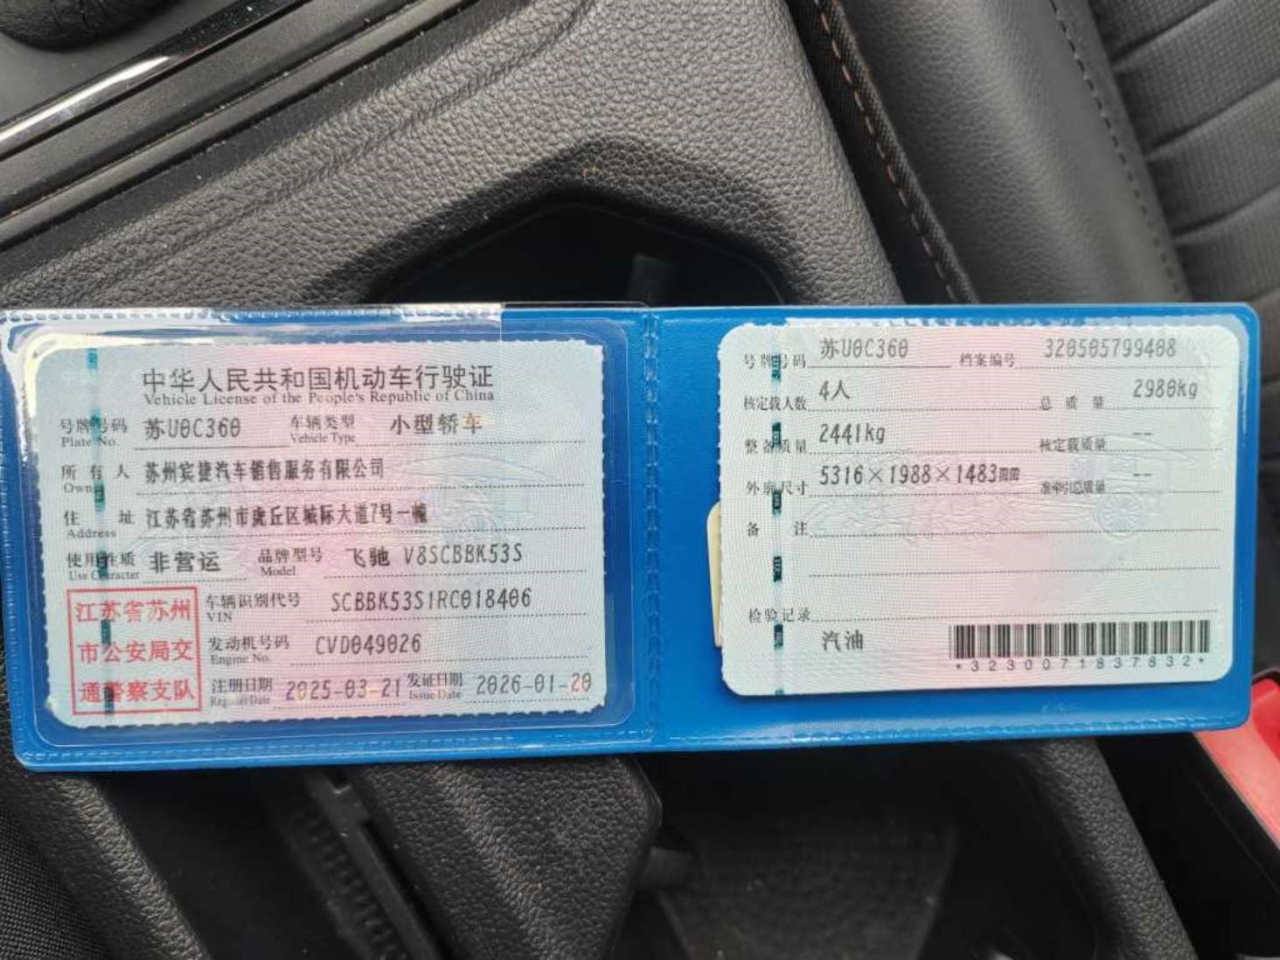 中华人民共和国机动车行驶证
Vehicle License of the People's Republic of China
号牌号码 苏U0C360 车辆类型 小型轿车
Plate No. Vehicle Type
所有人 苏州宾捷汽车销售服务有限公司
Owner
住址 江苏省苏州市虎丘区城际大道7号一幢
Address
使用性质 非营运 品牌型号 飞驰 V8SCBBK53S
Use Character Model
江苏省苏州
市公安局交
通警察支队
车辆识别代号 SCBBK53S1RC018406
VIN
发动机号码 CVD049026
Engine No.
注册日期 2025-03-21 发证日期 2026-01-20
Register Date Issue Date
号牌号码 苏U0C360 档案编号 320505799408
核定载人数 4人 总质量 2980kg
整备质量 2441kg 核定载质量 --
外廓尺寸 5316×1988×1483mm 准牵引总质量 --
备注
检验记录
汽油
*3230071837832*